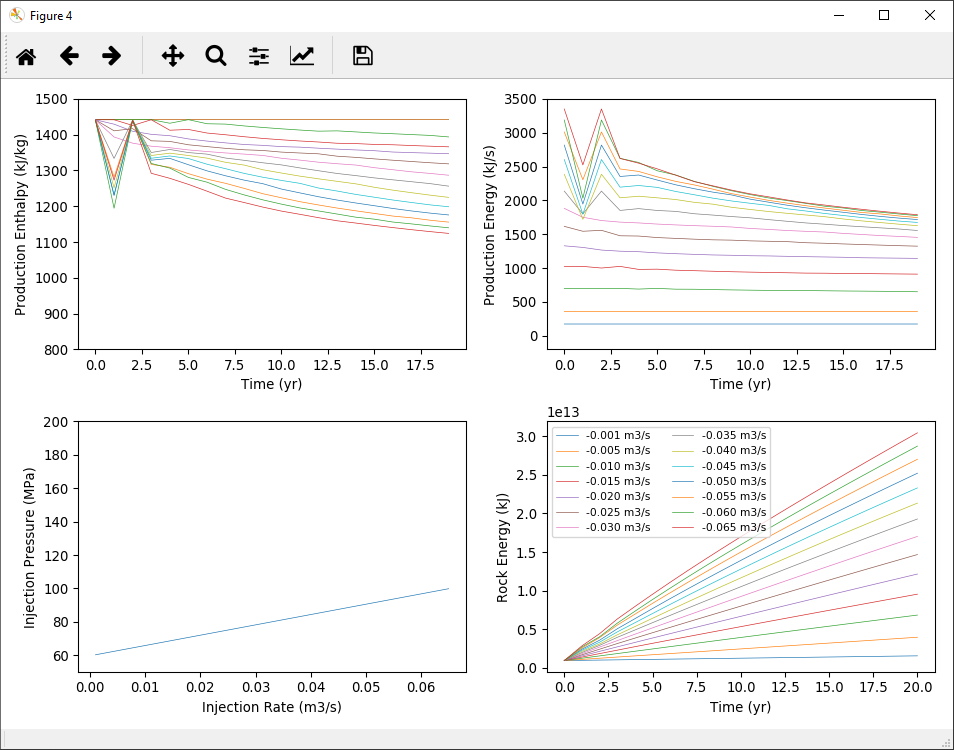 Figure 4
1500
1400
1300
1200
1100
1000
900
800
Production Enthalpy (kJ/kg)
0.0 2.5 5.0 7.5 10.0 12.5 15.0 17.5
Time (yr)
3500
3000
2500
2000
1500
1000
500
0
Production Energy (kJ/s)
0.0 2.5 5.0 7.5 10.0 12.5 15.0 17.5
Time (yr)
200
180
160
140
120
100
80
60
Injection Pressure (MPa)
0.00 0.01 0.02 0.03 0.04 0.05 0.06
Injection Rate (m3/s)
1e13
3.0
2.5
2.0
1.5
1.0
0.5
0.0
Rock Energy (kJ)
-0.001 m3/s
-0.005 m3/s
-0.010 m3/s
-0.015 m3/s
-0.020 m3/s
-0.025 m3/s
-0.030 m3/s
-0.035 m3/s
-0.040 m3/s
-0.045 m3/s
-0.050 m3/s
-0.055 m3/s
-0.060 m3/s
-0.065 m3/s
0.0 2.5 5.0 7.5 10.0 12.5 15.0 17.5 20.0
Time (yr)